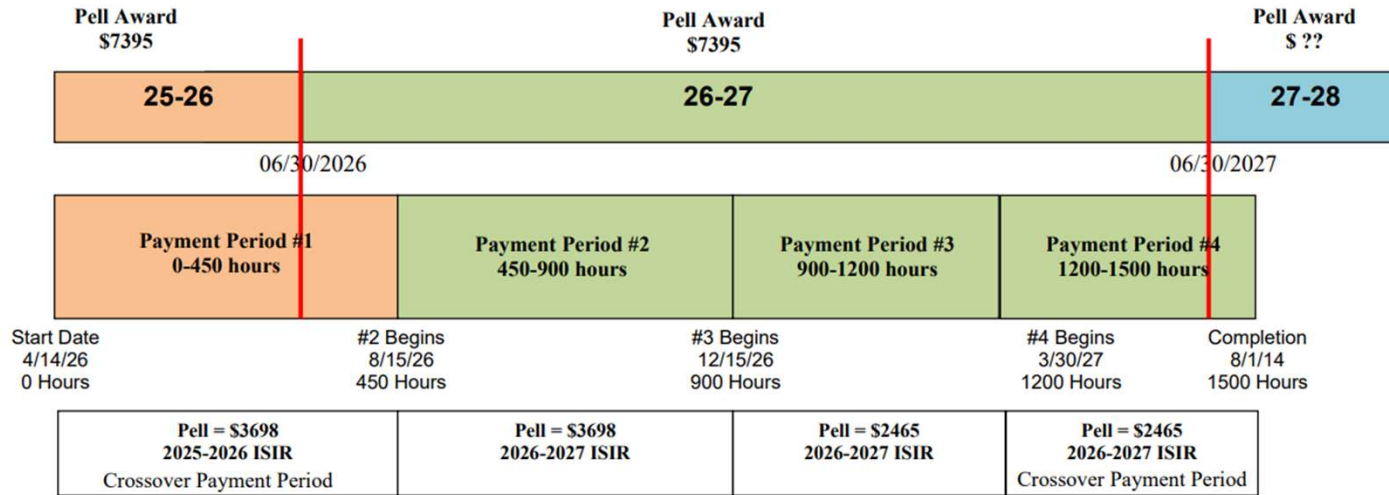 Pell Award
$7395
Pell Award
$7395
Pell Award
$ ??
25-26
26-27
27-28
06/30/2026
06/30/2027
Payment Period #1
0-450 hours
Payment Period #2
450-900 hours
Payment Period #3
900-1200 hours
Payment Period #4
1200-1500 hours
Start Date
4/14/26
0 Hours
#2 Begins
8/15/26
450 Hours
#3 Begins
12/15/26
900 Hours
#4 Begins
3/30/27
1200 Hours
Completion
8/1/14
1500 Hours
Pell = $3698
2025-2026 ISIR
Crossover Payment Period
Pell = $3698
2026-2027 ISIR
Pell = $2465
2026-2027 ISIR
Pell = $2465
2026-2027 ISIR
Crossover Payment Period